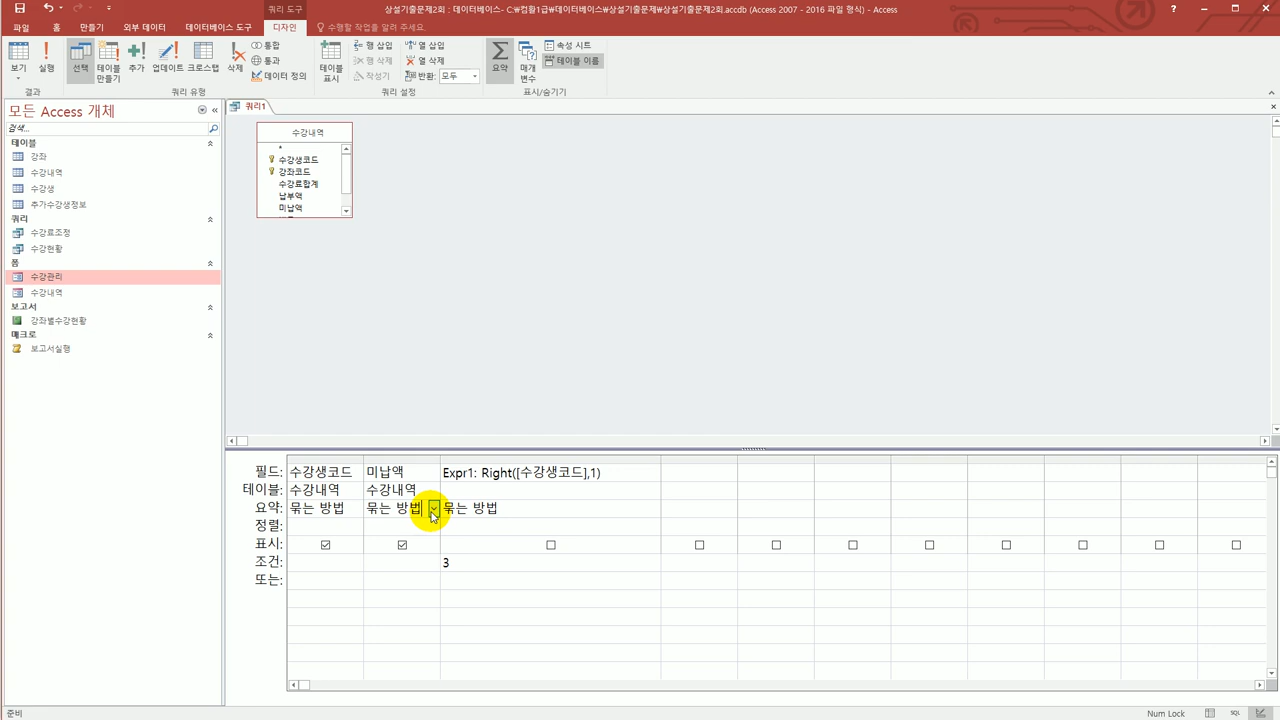 쿼리 도구
상설기출문제2회 : 데이터베이스- C:₩컴활1급₩데이터베이스₩상설기출문제₩상설기출문제2회.accdb (Access 2007 - 2016 파일 형식) - Access
파일 홈 만들기 외부 데이터 데이터베이스 도구 디자인 수행할 작업을 알려 주세요.
보기 실행 선택 테이블 만들기 추가 업데이트 크로스탭 삭제
통합
통과
데이터 정의
테이블 표시
행 삽입
행 삭제
작성기
열 삽입
열 삭제
반환: 모두
요약
매개 변수
속성 시트
테이블 이름
결과 쿼리 유형 쿼리 설정 표시/숨기기
모든 Access 개체
검색...
테이블
강좌
수강내역
수강생
추가수강생정보
쿼리
수강료조정
수강현황
폼
수강관리
수강내역
보고서
강좌별수강현황
매크로
보고서실행
쿼리1
수강내역
*
수강생코드
강좌코드
수강료합계
납부액
미납액
필드: 수강생코드 미납액 Expr1: Right([수강생코드],1)
테이블: 수강내역 수강내역
요약: 묶는 방법 묶는 방법 묶는 방법
정렬:
표시:
조건: 3
또는:
준비 Num Lock SQL